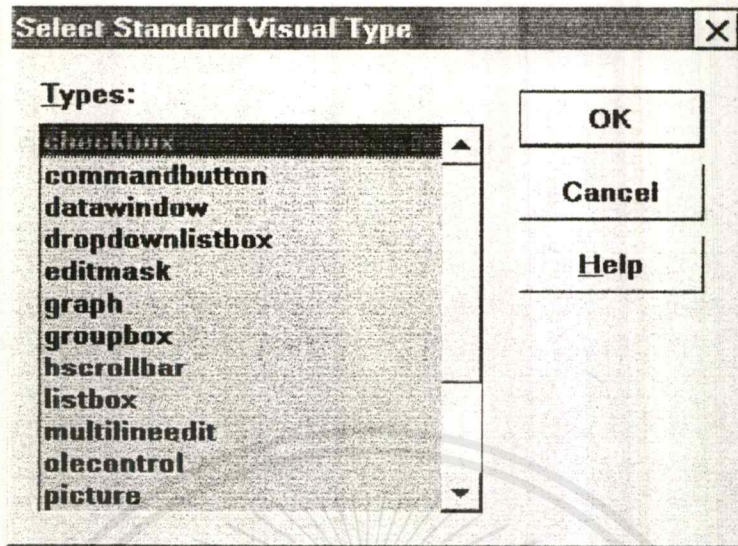 Select Standard Visual Type
Types:
checkbox
commandbutton
datawindow
dropdownlistbox
editmask
graph
groupbox
hscrollbar
listbox
multilineedit
olecontrol
picture
OK
Cancel
Help